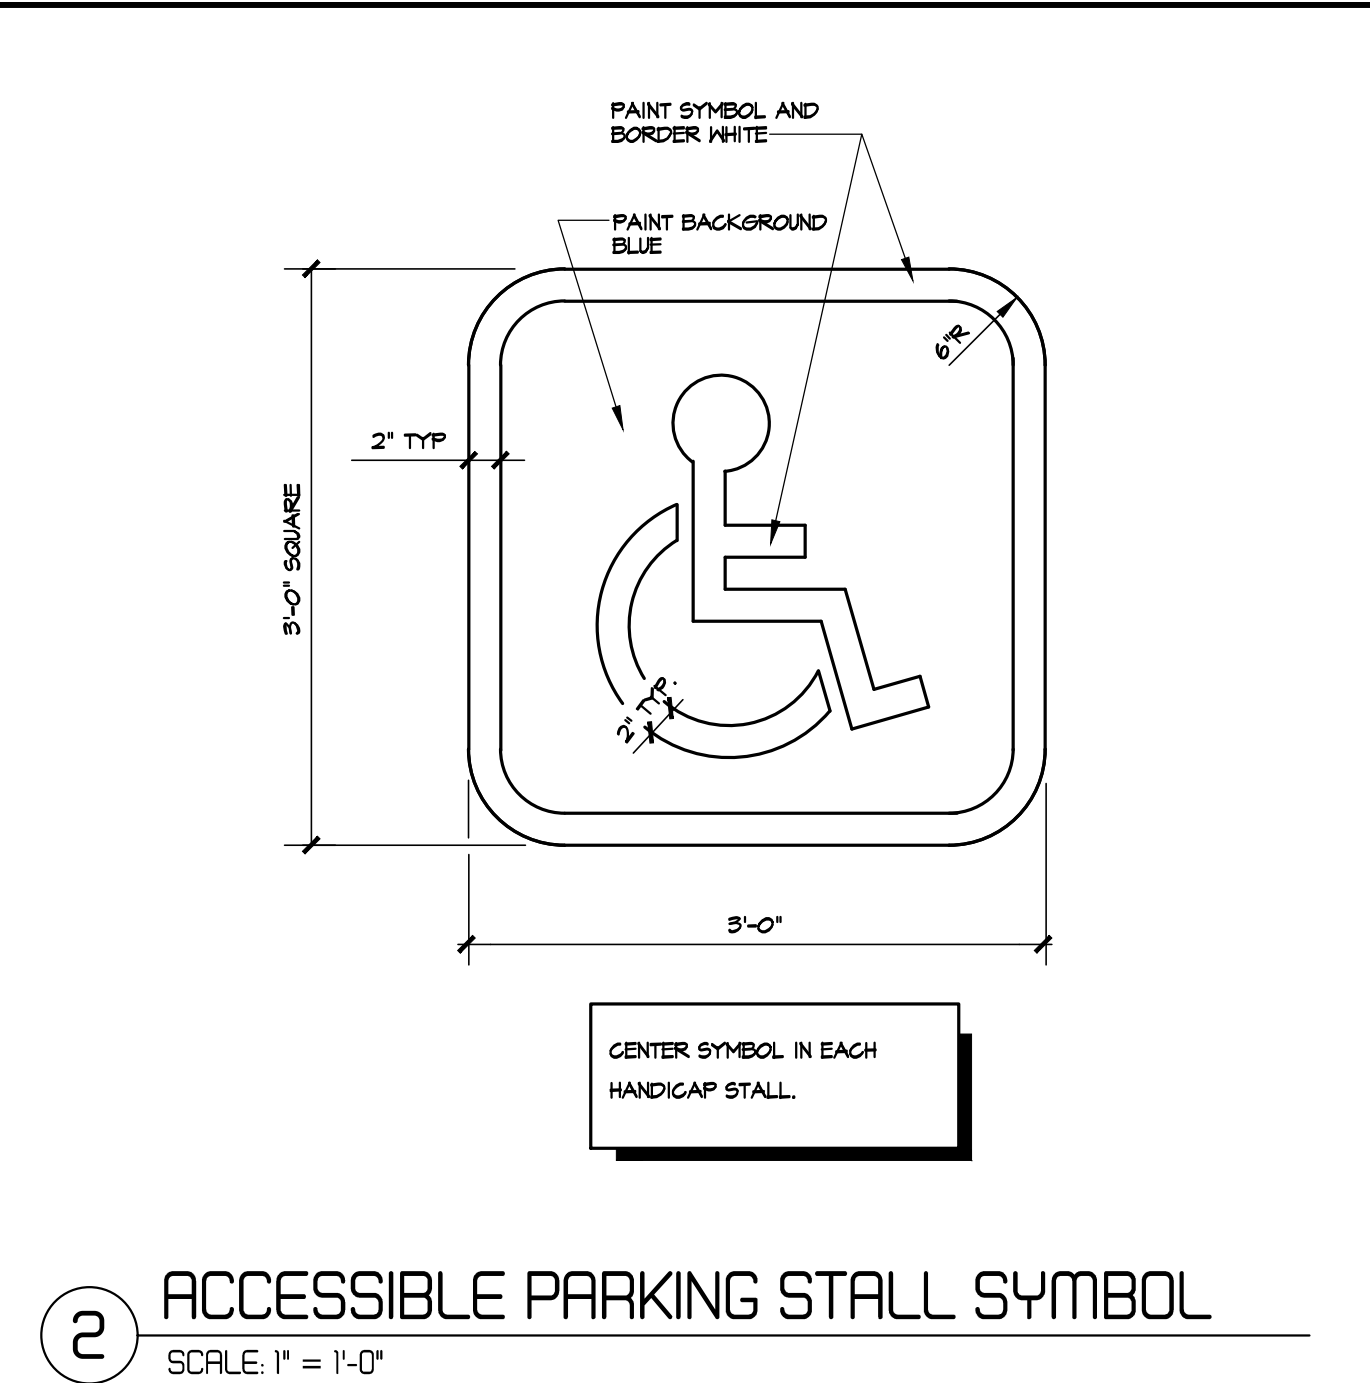 PAINT SYMBOL AND
BORDER WHITE
PAINT BACKGROUND
BLUE
6"R
2" TYP
3'-0" SQUARE
2" TYP.
3'-0"
CENTER SYMBOL IN EACH
HANDICAP STALL.
2
ACCESSIBLE PARKING STALL SYMBOL
SCALE: 1" = 1'-0"